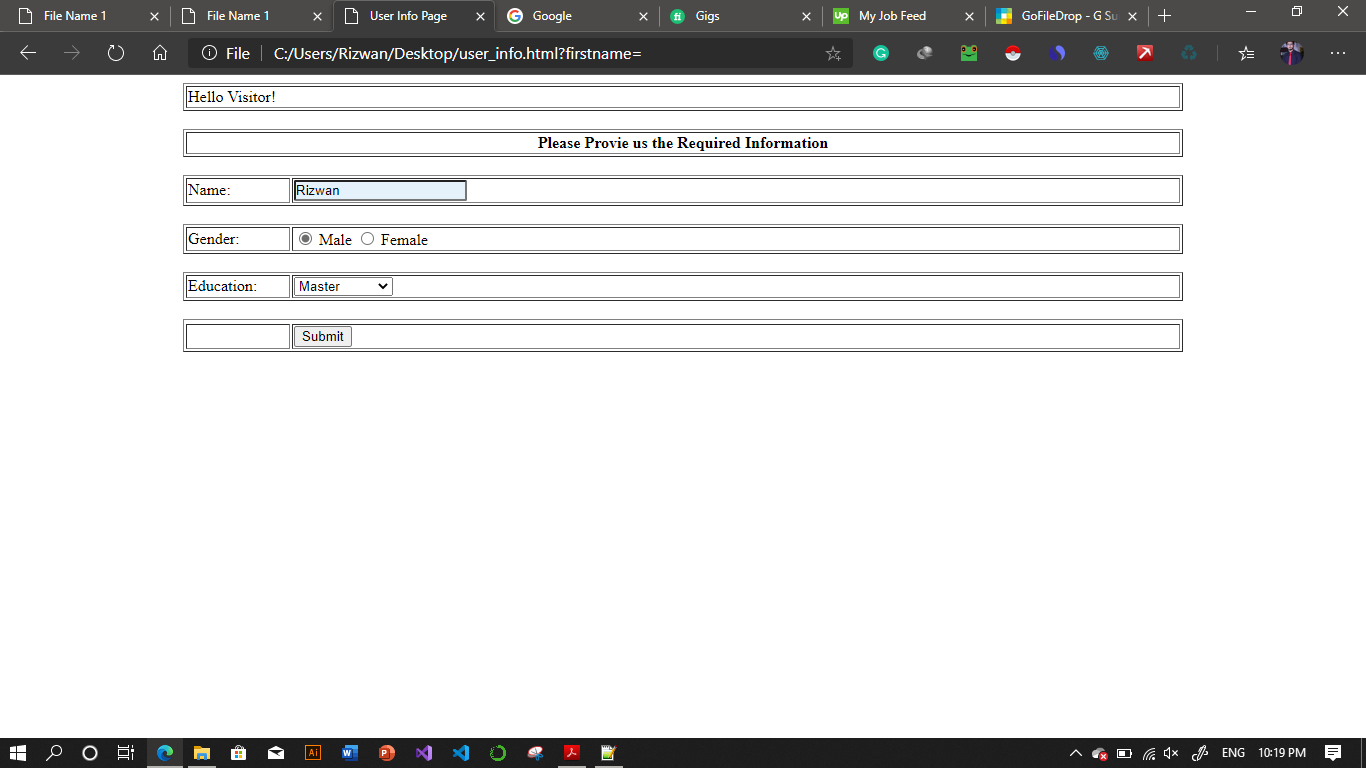 File Name 1
File Name 1
User Info Page
Google
Gigs
Up
My Job Feed
GoFileDrop - G Su
File
C:/Users/Rizwan/Desktop/user_info.html?firstname=
Hello Visitor!
Please Provie us the Required Information
Name: Rizwan
Gender: Male Female
Education: Master
Submit
ENG 10:19 PM